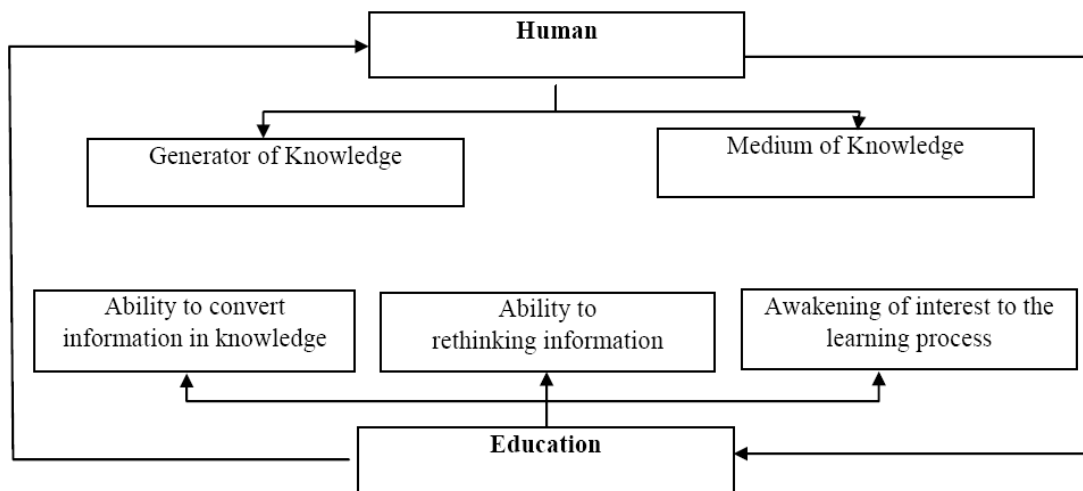 Human
Generator of Knowledge
Medium of Knowledge
Ability to convert
information in knowledge
Ability to
rethinking information
Awakening of interest to the
learning process
Education